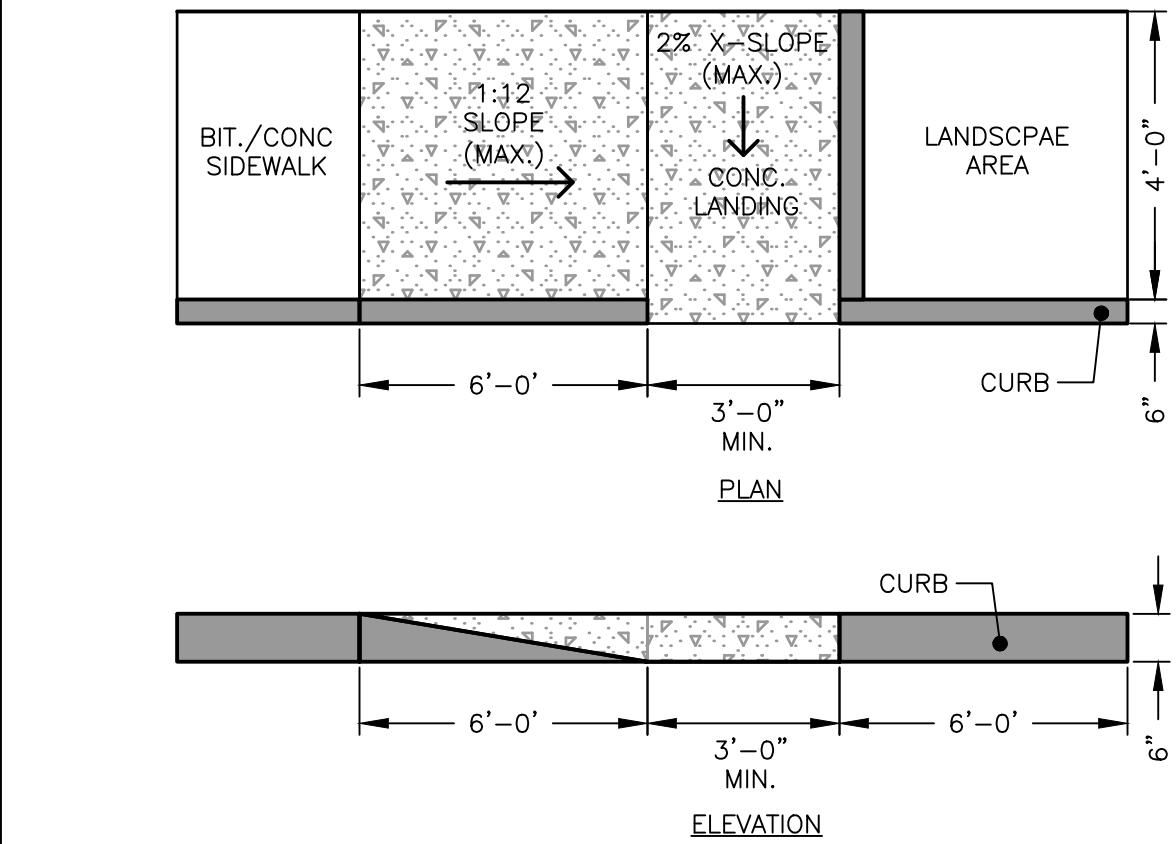 2% X-SLOPE
(MAX.)
1:12
SLOPE
(MAX.)
BIT./CONC
SIDEWALK
CONC.
LANDING
LANDSCPAE
AREA
4'-0"
6'-0'
3'-0"
MIN.
CURB
6"
PLAN
CURB
6'-0'
3'-0"
MIN.
6'-0'
6"
ELEVATION